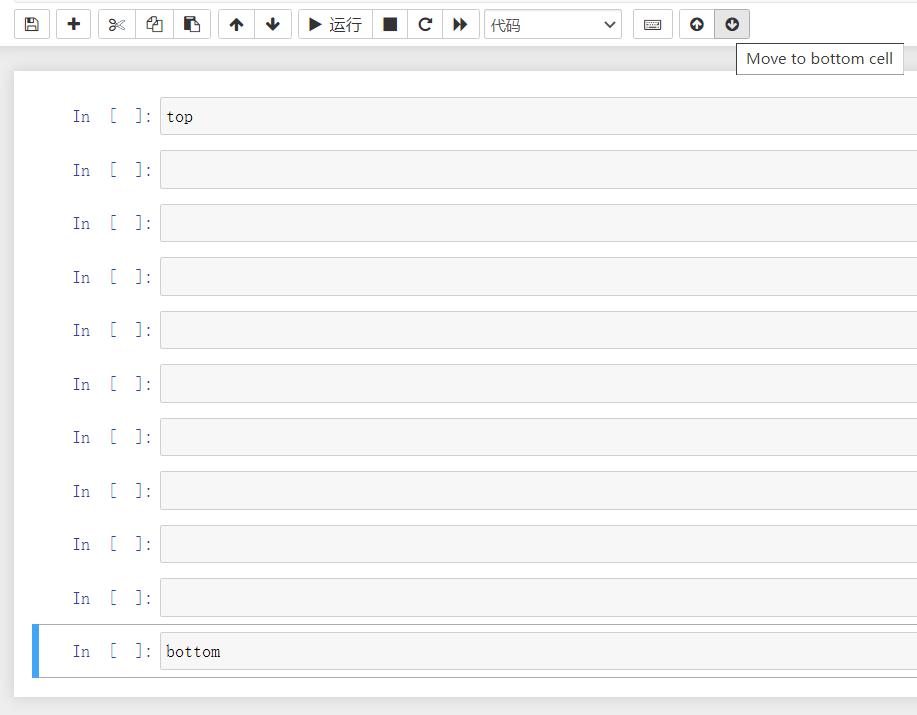 运行
代码
Move to bottom cell
In [ ]: top
In [ ]:
In [ ]:
In [ ]:
In [ ]:
In [ ]:
In [ ]:
In [ ]:
In [ ]:
In [ ]:
In [ ]: bottom